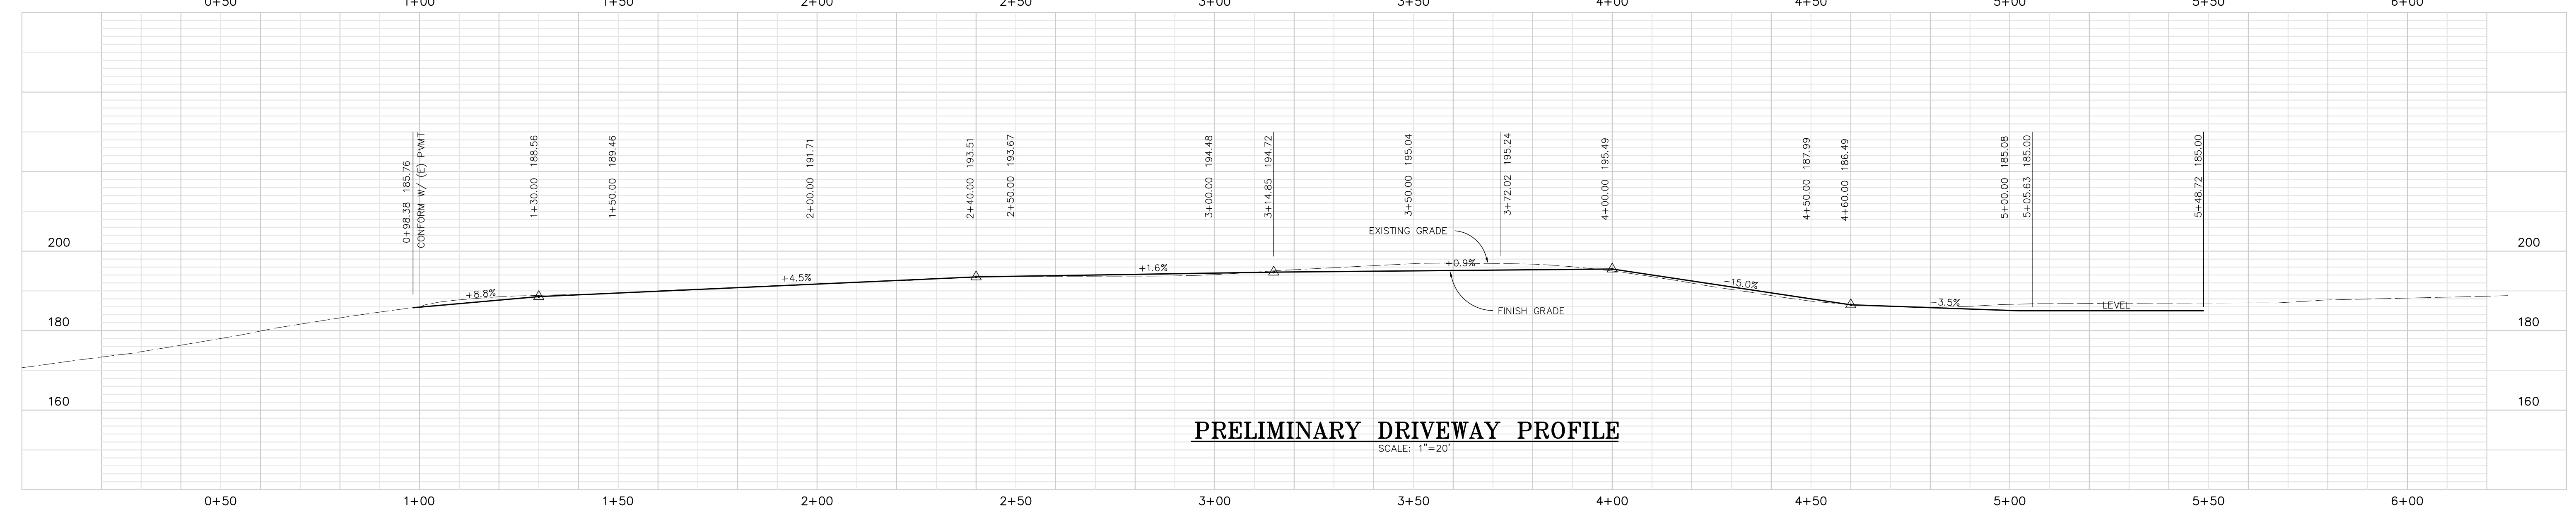 0+50 1+00 1+50 2+00 2+50 3+00 3+50 4+00 4+50 5+00 5+50 6+00
0+98.38 185.76
CONFORM W/ (E) PVMT
1+30.00 188.56
1+50.00 189.46
2+00.00 191.71
2+40.00 193.51
2+50.00 193.67
3+00.00 194.48
3+14.85 194.72
3+50.00 195.04
3+72.02 195.24
4+00.00 195.49
4+50.00 187.99
4+60.00 186.49
5+00.00 185.08
5+05.63 185.00
5+48.72 185.00
200 200
EXISTING GRADE
+8.8% +4.5% +1.6% +0.9% -15.0% -3.5% LEVEL
FINISH GRADE
180 180
160 160
PRELIMINARY DRIVEWAY PROFILE
SCALE: 1"=20'
0+50 1+00 1+50 2+00 2+50 3+00 3+50 4+00 4+50 5+00 5+50 6+00